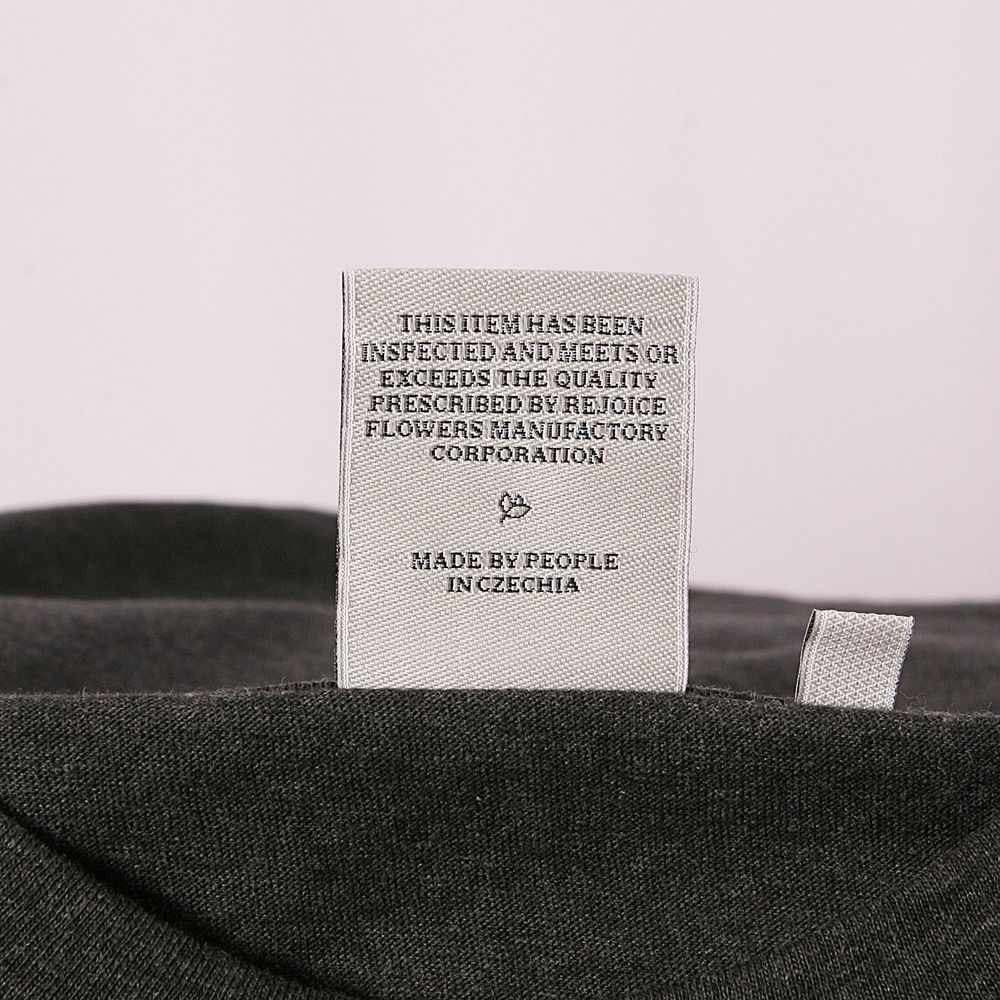 THIS ITEM HAS BEEN
INSPECTED AND MEETS OR
EXCEEDS THE QUALITY
PRESCRIBED BY REJOICE
FLOWERS MANUFACTORY
CORPORATION
MADE BY PEOPLE
IN CZECHIA